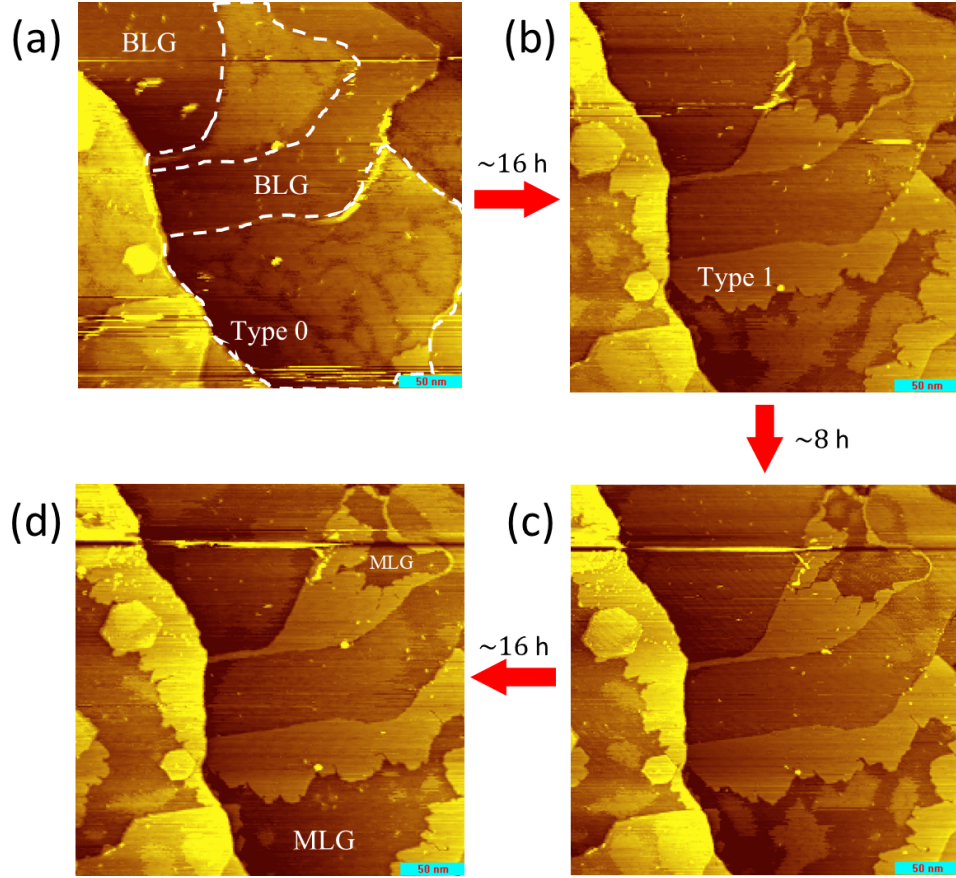 (a)
BLG
BLG
Type 0
50 nm
~16 h
(b)
Type 1
50 nm
~8 h
(d)
MLG
MLG
50 nm
~16 h
(c)
50 nm